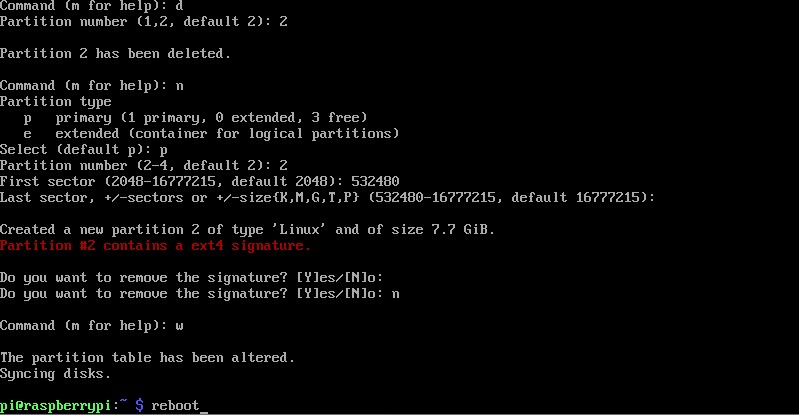 Command (m for help): d
Partition number (1,2, default 2): 2
Partition 2 has been deleted.
Command (m for help): n
Partition type
p primary (1 primary, 0 extended, 3 free)
e extended (container for logical partitions)
Select (default p): p
Partition number (2-4, default 2): 2
First sector (2048-16777215, default 2048): 532480
Last sector, +/-sectors or +/-size{K,M,G,T,P} (532480-16777215, default 16777215):
Created a new partition 2 of type 'Linux' and of size 7.7 GiB.
Partition #2 contains a ext4 signature.
Do you want to remove the signature? [Y]es/[N]o:
Do you want to remove the signature? [Y]es/[N]o: n
Command (m for help): w
The partition table has been altered.
Syncing disks.
pi@raspberrypi:~ $ reboot_